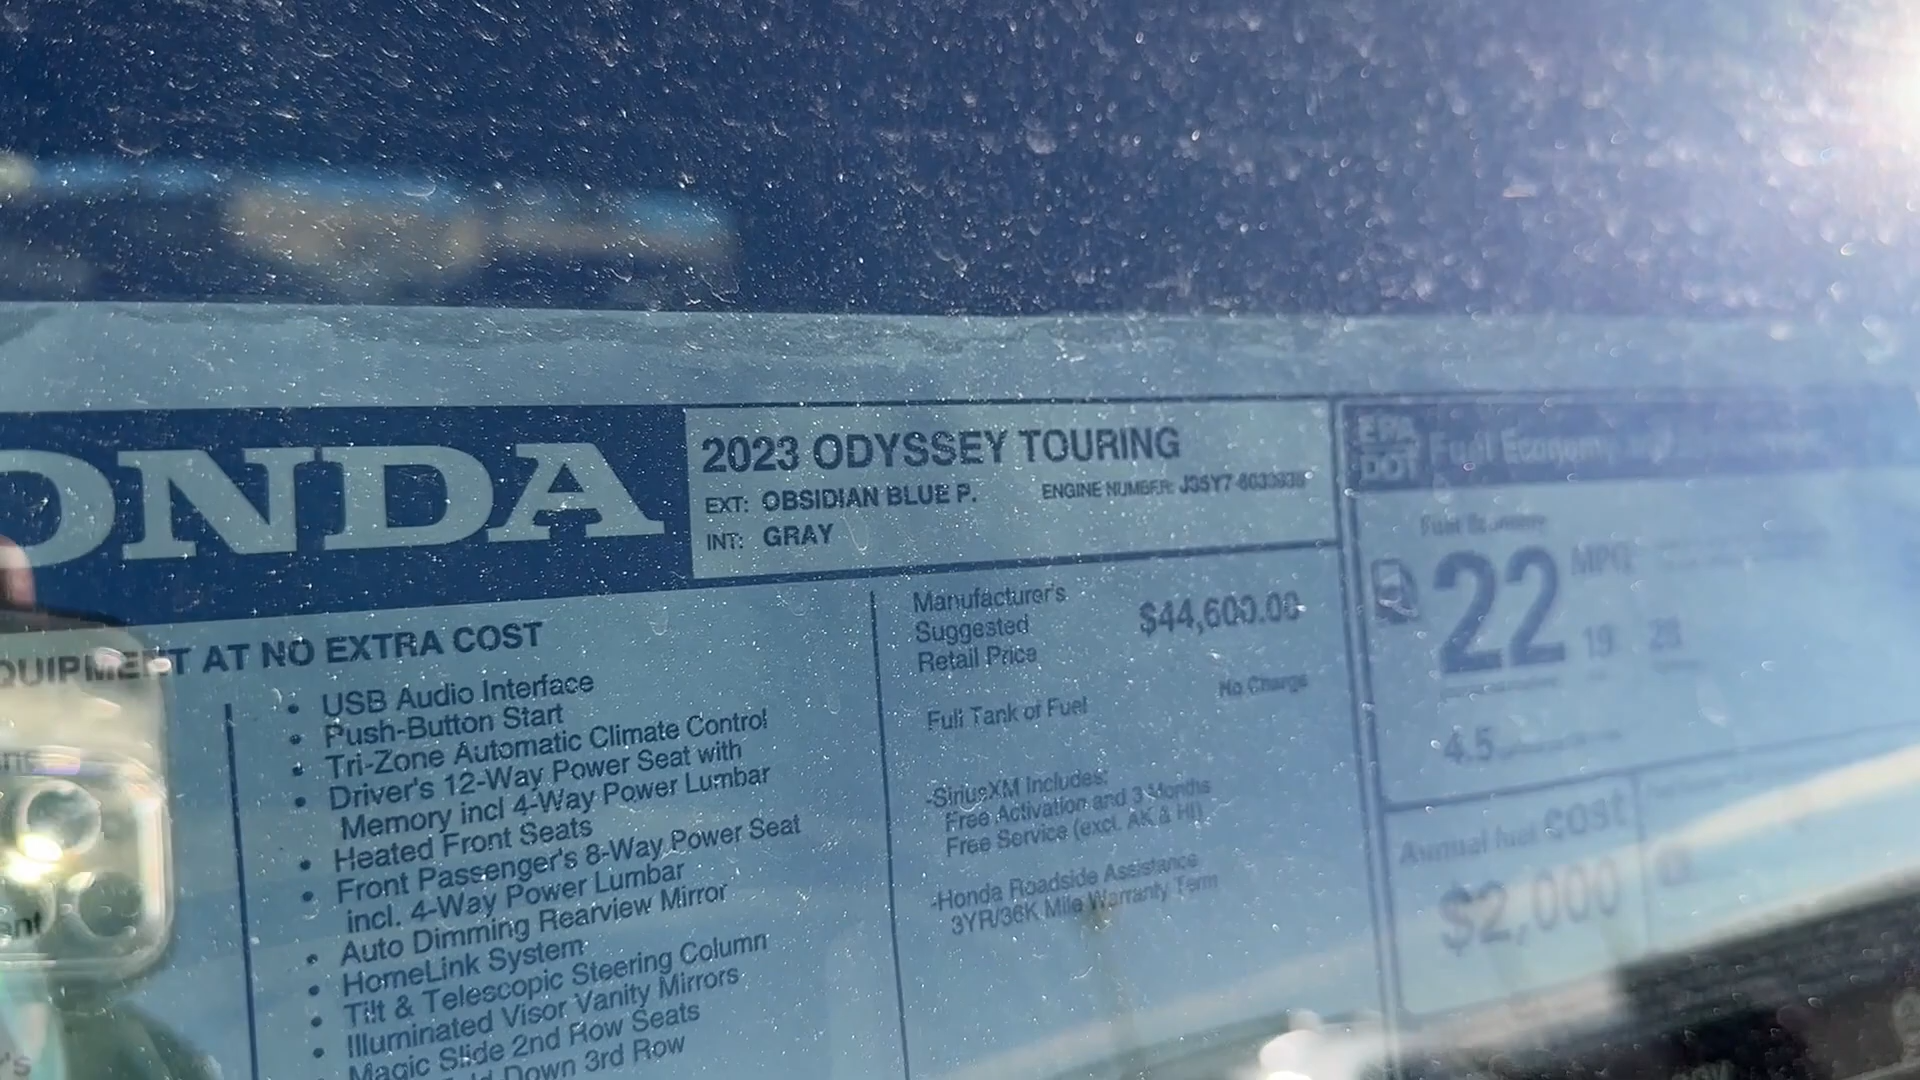 ONDA
2023 ODYSSEY TOURING
EXT: OBSIDIAN BLUE P.
ENGINE NUMBER:
INT: GRAY
QUIPMENT AT NO EXTRA COST
• USB Audio Interface
• Push-Button Start
• Tri-Zone Automatic Climate Control
• Driver's 12-Way Power Seat with
Memory incl 4-Way Power Lumbar
• Heated Front Seats
• Front Passenger's 8-Way Power Seat
incl. 4-Way Power Lumbar
• Auto Dimming Rearview Mirror
• HomeLink System
• Tilt & Telescopic Steering Column
• Illuminated Visor Vanity Mirrors
Magic Slide 2nd Row Seats
Down 3rd Row
Manufacturer's
Suggested
Retail Price
$44,600.00
Full Tank of Fuel
No Charge
-SiriusXM Includes:
Free Activation and 3 Months
Free Service (excl. AK & HI)
-Honda Roadside Assistance
3YR/36K Mile Warranty Term
EPA
DOT
Fuel Economy
Fuel Economy
22 MPG
19
28
4.5
Annual fuel cost
$2,000